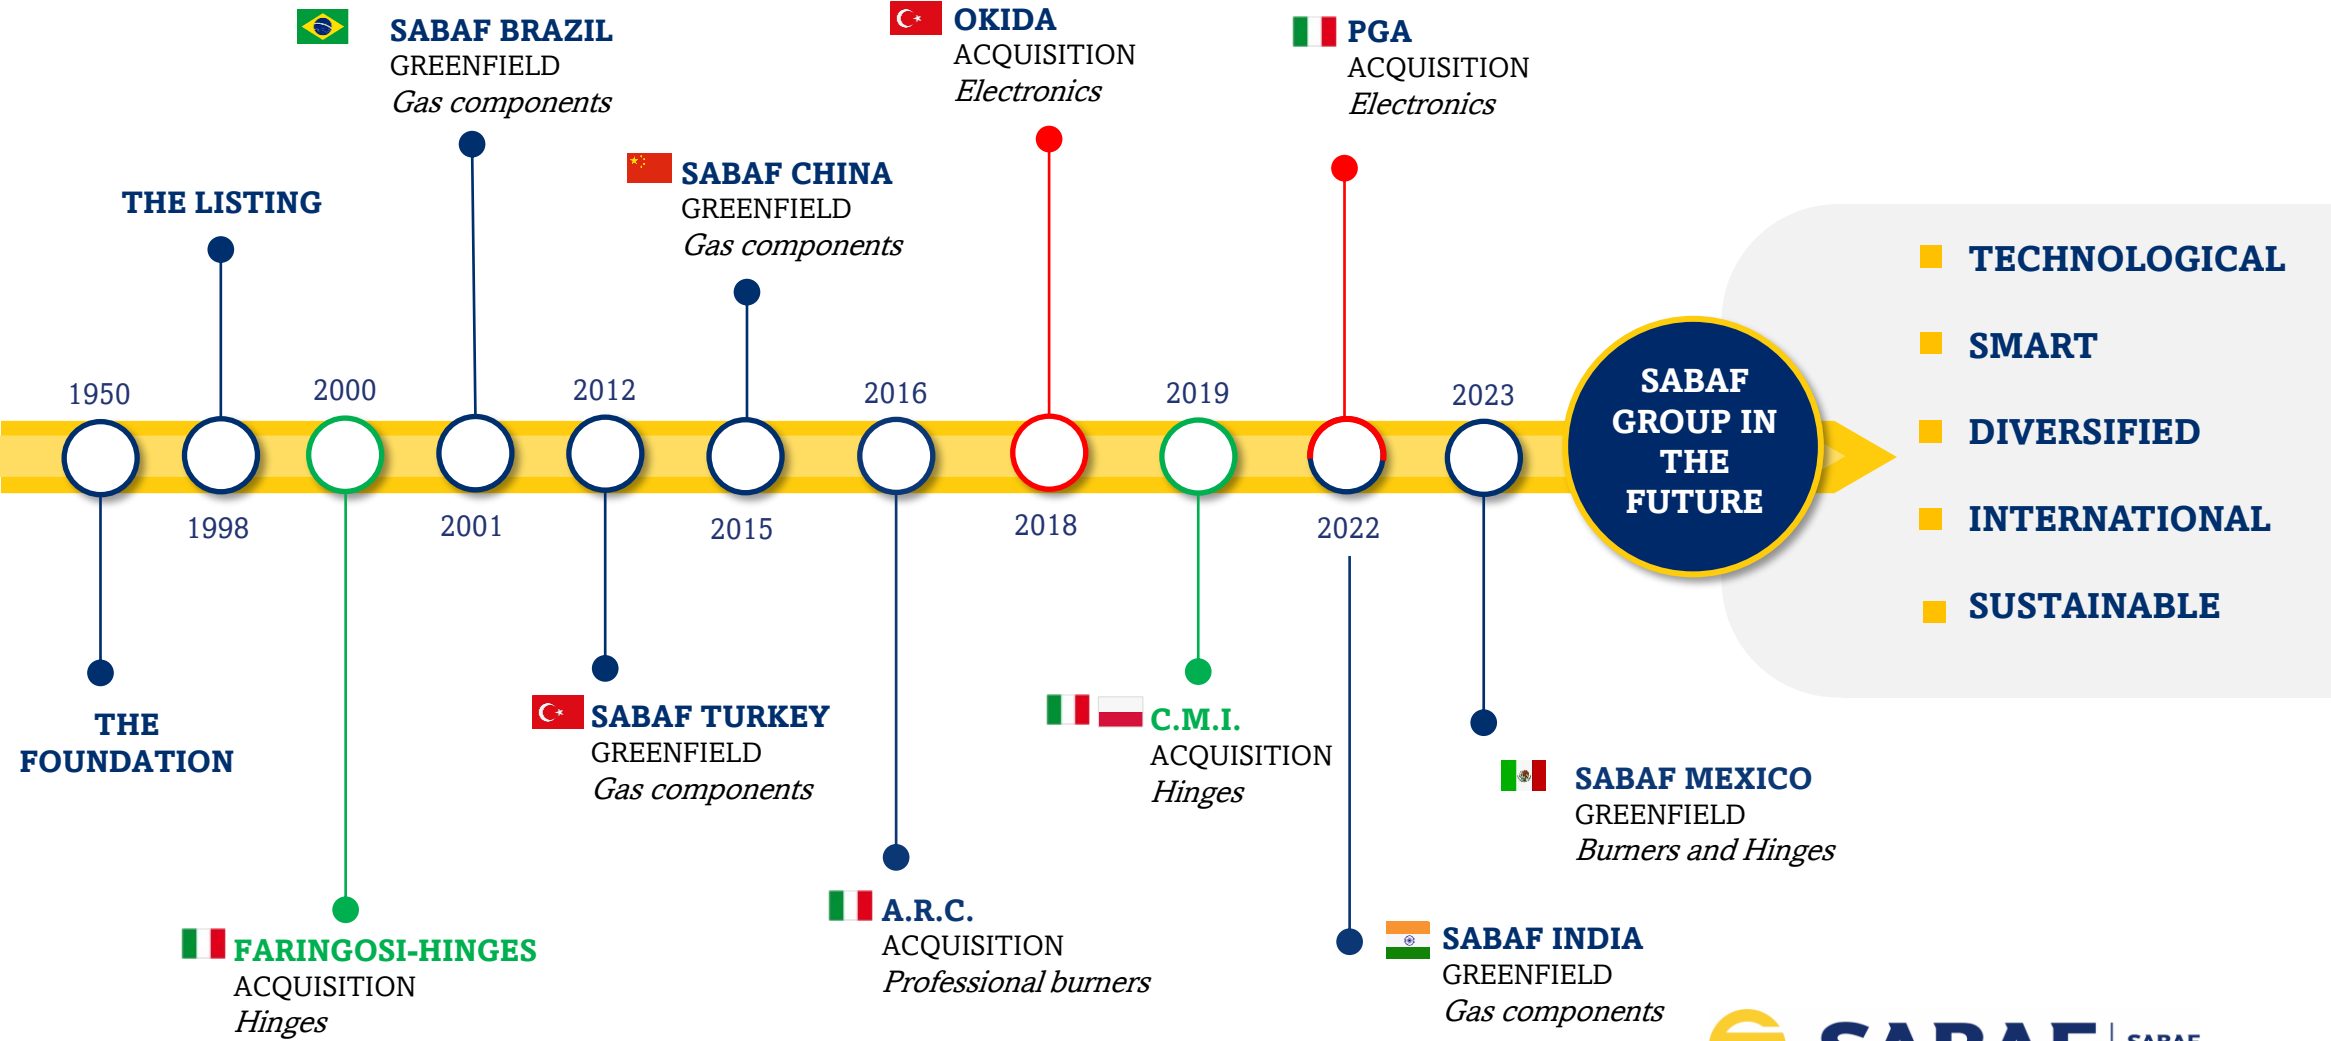 SABAF BRAZIL
GREENFIELD
Gas components
OKIDA
ACQUISITION
Electronics
PGA
ACQUISITION
Electronics
SABAF CHINA
GREENFIELD
Gas components
THE LISTING
1950
2000
2012
2016
2019
2023
1998
2001
2015
2018
2022
SABAF
GROUP IN
THE
FUTURE
TECHNOLOGICAL
SMART
DIVERSIFIED
INTERNATIONAL
SUSTAINABLE
THE
FOUNDATION
SABAF TURKEY
GREENFIELD
Gas components
C.M.I.
ACQUISITION
Hinges
SABAF MEXICO
GREENFIELD
Burners and Hinges
FARINGOSI-HINGES
ACQUISITION
Hinges
A.R.C.
ACQUISITION
Professional burners
SABAF INDIA
GREENFIELD
Gas components
SABAF
SABAF